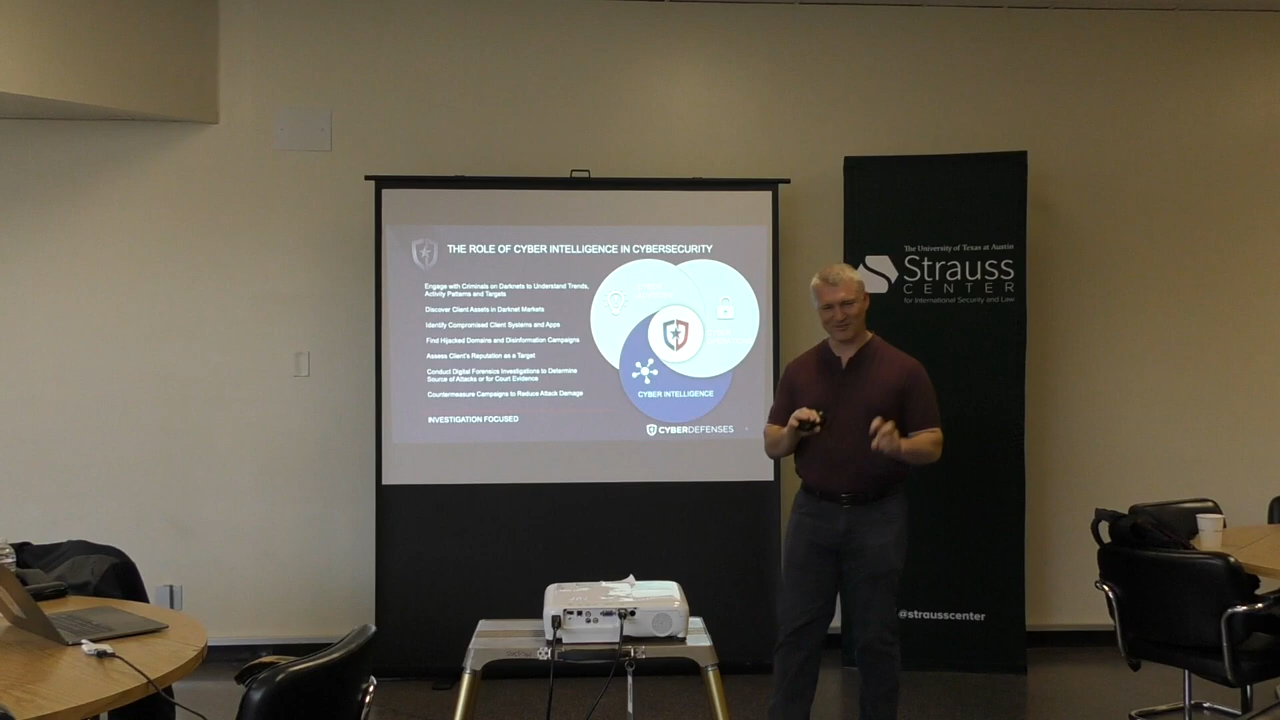 THE ROLE OF CYBER INTELLIGENCE IN CYBERSECURITY
Engage with Criminals on Darknets to Understand Trends,
Activity Patterns and Targets
Discover Client Assets in Darknet Markets
Identify Compromised Client Systems and Apps
Find Hijacked Domains and Disinformation Campaigns
Assess Client's Reputation as a Target
Conduct Digital Forensics Investigations to Determine
Source of Attacks or for Court Evidence
Countermeasure Campaigns to Reduce Attack Damage
INVESTIGATION FOCUSED
CYBER INTELLIGENCE
CYBERDEFENSES
The University of Texas at Austin
Strauss
CENTER
for International Security and Law
@strausscenter